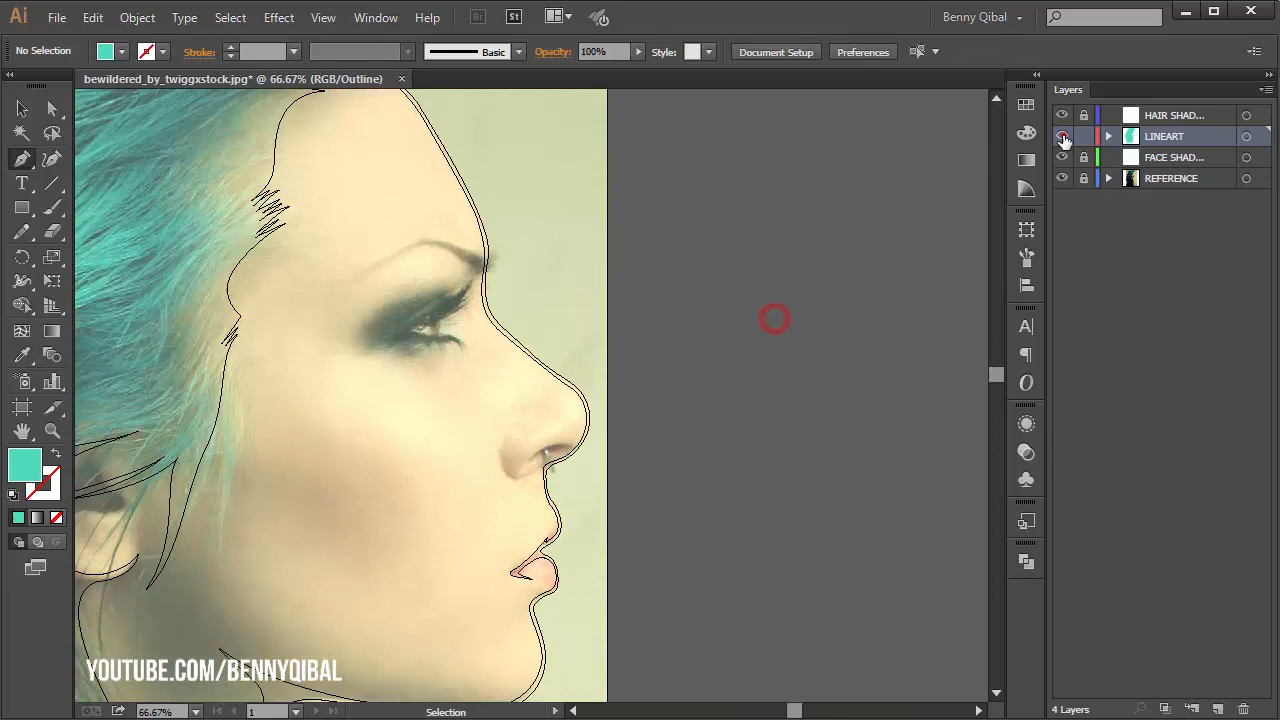 Ai File Edit Object Type Select Effect View Window Help Br St Benny Qibal
No Selection Stroke: Basic Opacity: 100% Style: Document Setup Preferences
bewildered_by_twiggxstock.jpg* @ 66.67% (RGB/Outline)
Layers
HAIR SHAD...
LINEART
FACE SHAD...
REFERENCE
YOUTUBE.COM/BENNYQIBAL
66.67% 1 Selection 4 Layers